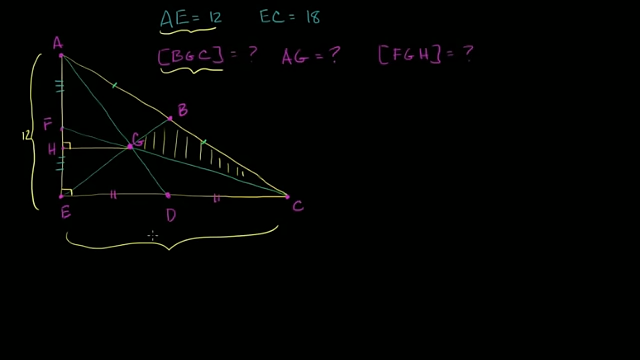 AE = 12 EC = 18
[BGC] = ? AG = ? [FGH] = ?
A
B
F
12
G
H
E
D
C